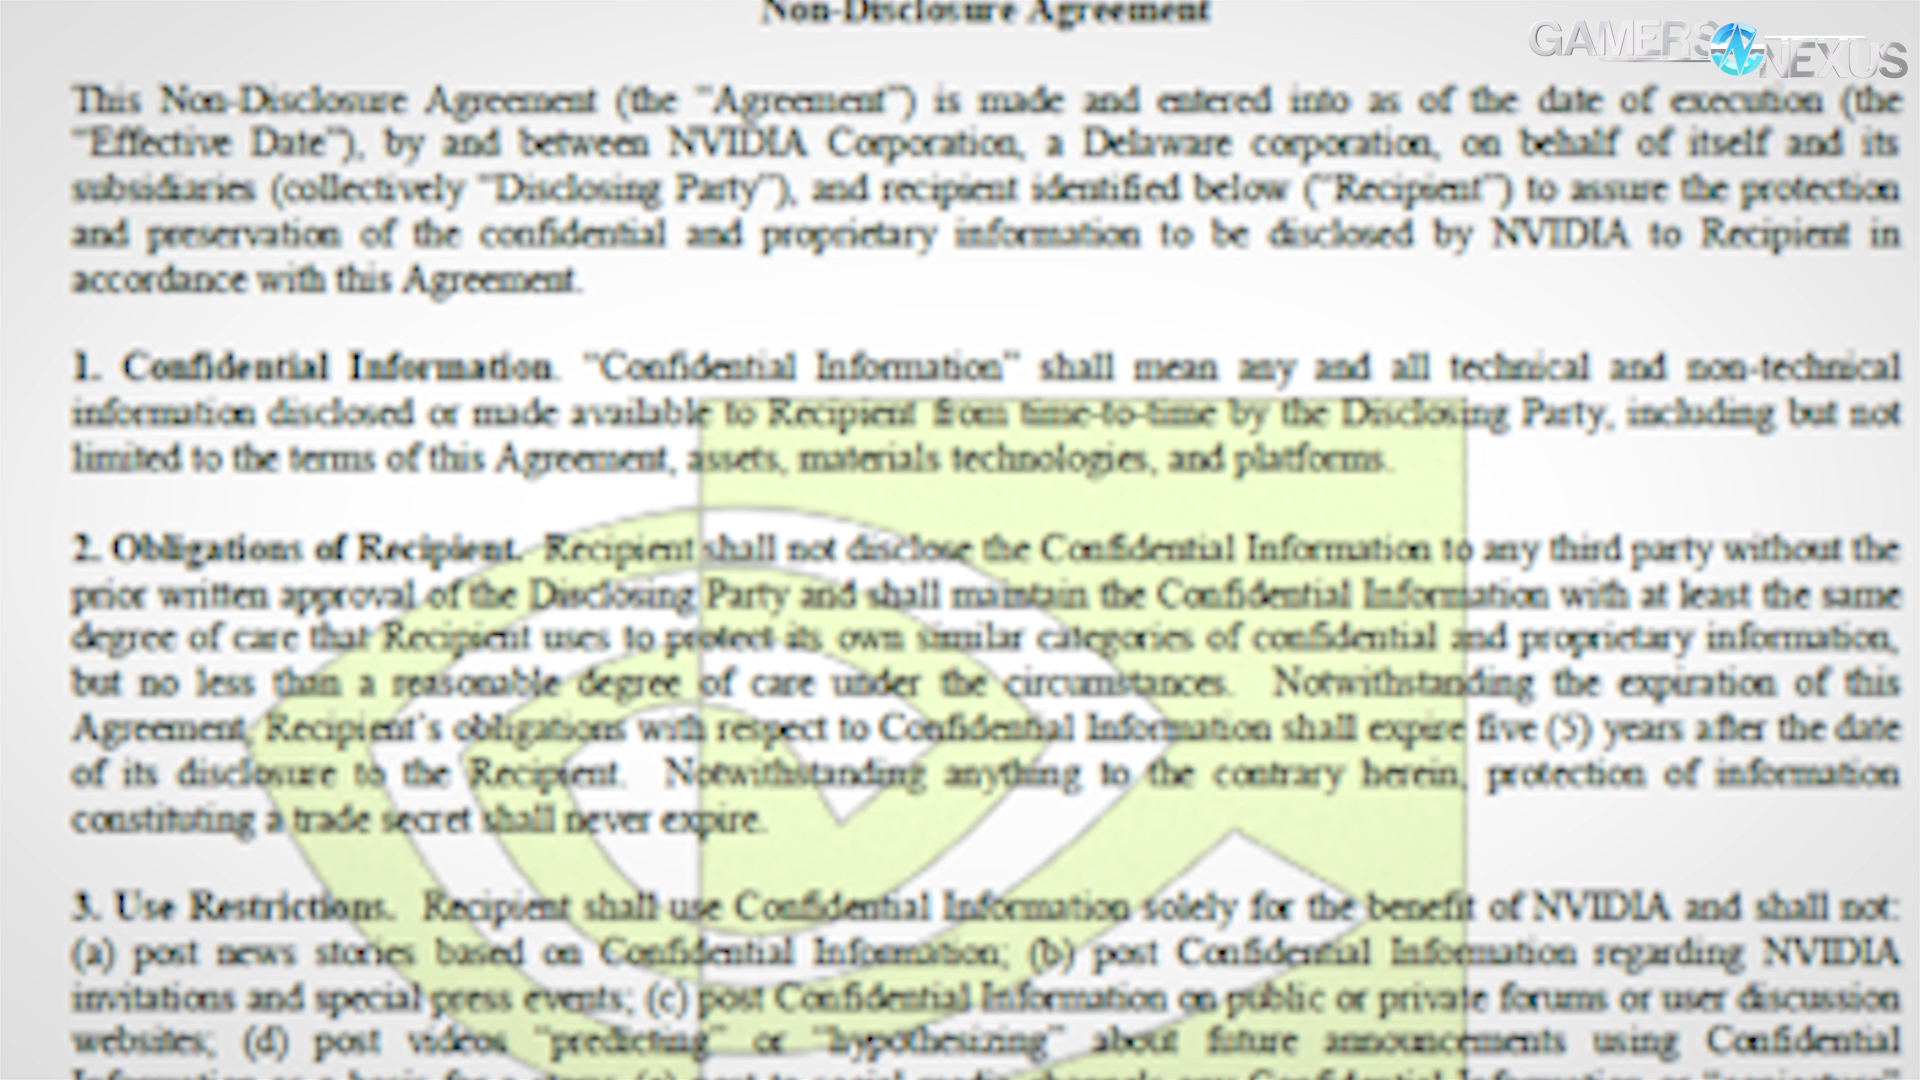 Non-Disclosure Agreement
GAMERS NEXUS
This Non-Disclosure Agreement (the "Agreement") is made and entered into as of the date of execution (the
"Effective Date"), by and between NVIDIA Corporation, a Delaware corporation, on behalf of itself and its
subsidiaries (collectively "Disclosing Party"), and recipient identified below ("Recipient") to assure the protection
and preservation of the confidential and proprietary information to be disclosed by NVIDIA to Recipient in
accordance with this Agreement.
1. Confidential Information. "Confidential Information" shall mean any and all technical and non-technical
information disclosed or made available to Recipient from time-to-time by the Disclosing Party, including but not
limited to the terms of this Agreement, assets, materials technologies, and platforms.
2. Obligations of Recipient. Recipient shall not disclose the Confidential Information to any third party without the
prior written approval of the Disclosing Party and shall maintain the Confidential Information with at least the same
degree of care that Recipient uses to protect its own similar categories of confidential and proprietary information,
but no less than a reasonable degree of care under the circumstances. Notwithstanding the expiration of this
Agreement, Recipient's obligations with respect to Confidential Information shall expire five (5) years after the date
of its disclosure to the Recipient. Notwithstanding anything to the contrary herein, protection of information
constituting a trade secret shall never expire.
3. Use Restrictions. Recipient shall use Confidential Information solely for the benefit of NVIDIA and shall not:
(a) post news stories based on Confidential Information; (b) post Confidential Information regarding NVIDIA
invitations and special press events; (c) post Confidential Information on public or private forums or user discussion
websites; (d) post videos "predicting" or "hypothesizing" about future announcements using Confidential